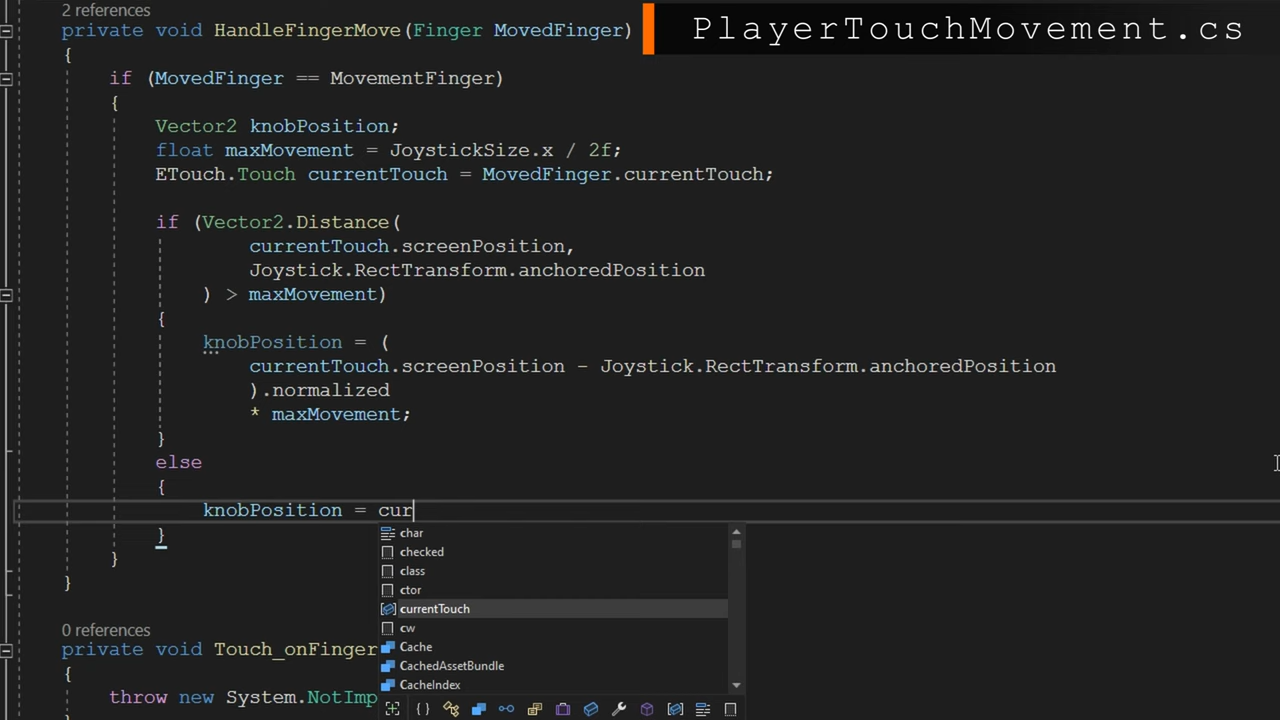 2 references
private void HandleFingerMove(Finger MovedFinger)
PlayerTouchMovement.cs
{
if (MovedFinger == MovementFinger)
{
Vector2 knobPosition;
float maxMovement = JoystickSize.x / 2f;
ETouch.Touch currentTouch = MovedFinger.currentTouch;
if (Vector2.Distance(
currentTouch.screenPosition,
Joystick.RectTransform.anchoredPosition
) > maxMovement)
{
knobPosition = (
currentTouch.screenPosition - Joystick.RectTransform.anchoredPosition
).normalized
* maxMovement;
}
else
{
knobPosition = cur
}
}
}
char
checked
class
ctor
currentTouch
cw
Cache
CachedAssetBundle
CacheIndex
0 references
private void Touch_onFinger
{
throw new System.NotImp
}